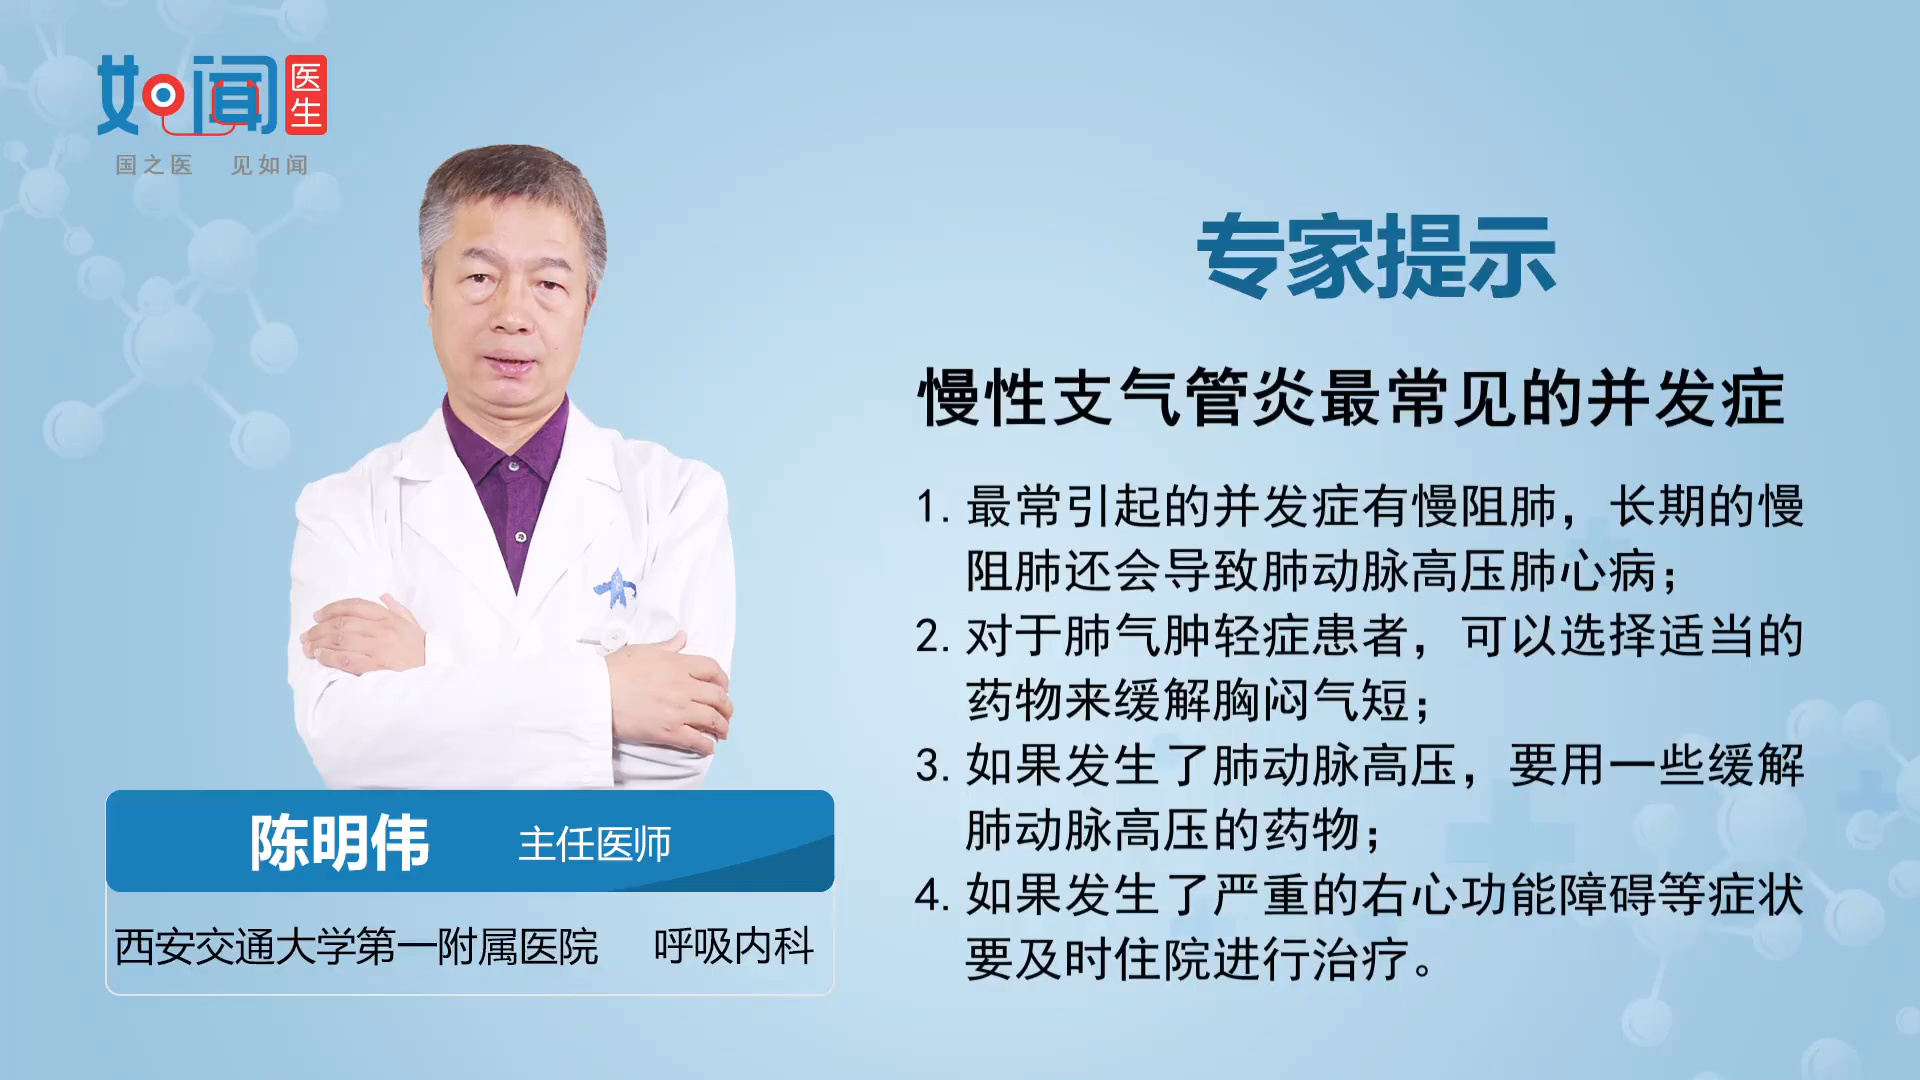 如闻医生
国之医 见如闻
专家提示
慢性支气管炎最常见的并发症
1. 最常引起的并发症有慢阻肺，长期的慢
阻肺还会导致肺动脉高压肺心病；
2. 对于肺气肿轻症患者，可以选择适当的
药物来缓解胸闷气短；
3. 如果发生了肺动脉高压，要用一些缓解
肺动脉高压的药物；
4. 如果发生了严重的右心功能障碍等症状
要及时住院进行治疗。
陈明伟 主任医师
西安交通大学第一附属医院 呼吸内科